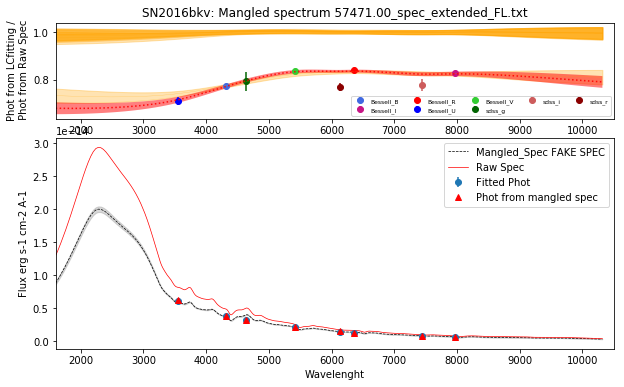 SN2016bkv: Mangled spectrum 57471.00_spec_extended_FL.txt
Phot from LCfitting /
Phot from Raw Spec
1.0
0.8
Bessell_B
Bessell_I
Bessell_R
Bessell_U
Bessell_V
sdss_g
sdss_i
sdss_r
2000 3000 4000 5000 6000 7000 8000 9000 10000
1e−14
Flux erg s-1 cm-2 A-1
3.0
2.5
2.0
1.5
1.0
0.5
0.0
Mangled_Spec FAKE SPEC
Raw Spec
Fitted Phot
Phot from mangled spec
2000 3000 4000 5000 6000 7000 8000 9000 10000
Wavelenght